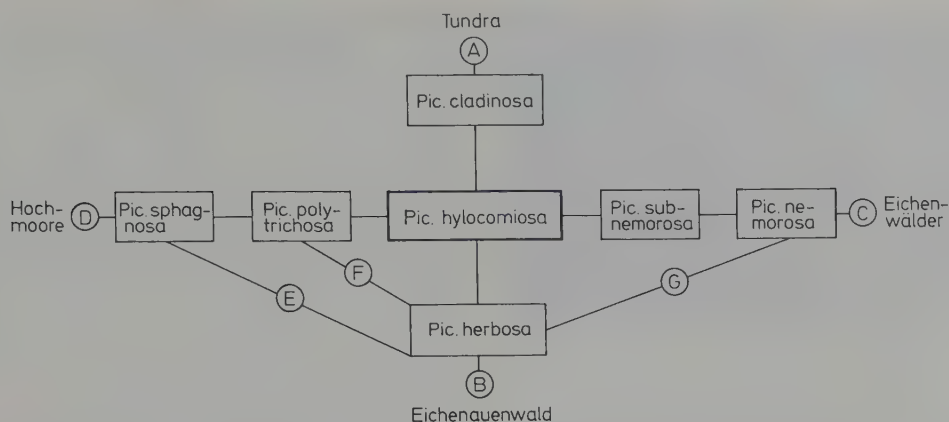 Tundra
A
Pic. cladinosa
Hoch-
moore
D
Pic. sphag-
nosa
Pic. poly-
trichosa
Pic. hylocomiosa
Pic. sub-
nemorosa
Pic. ne-
morosa
C
Eichen-
wälder
F
E
G
Pic. herbosa
B
Eichenauenwald